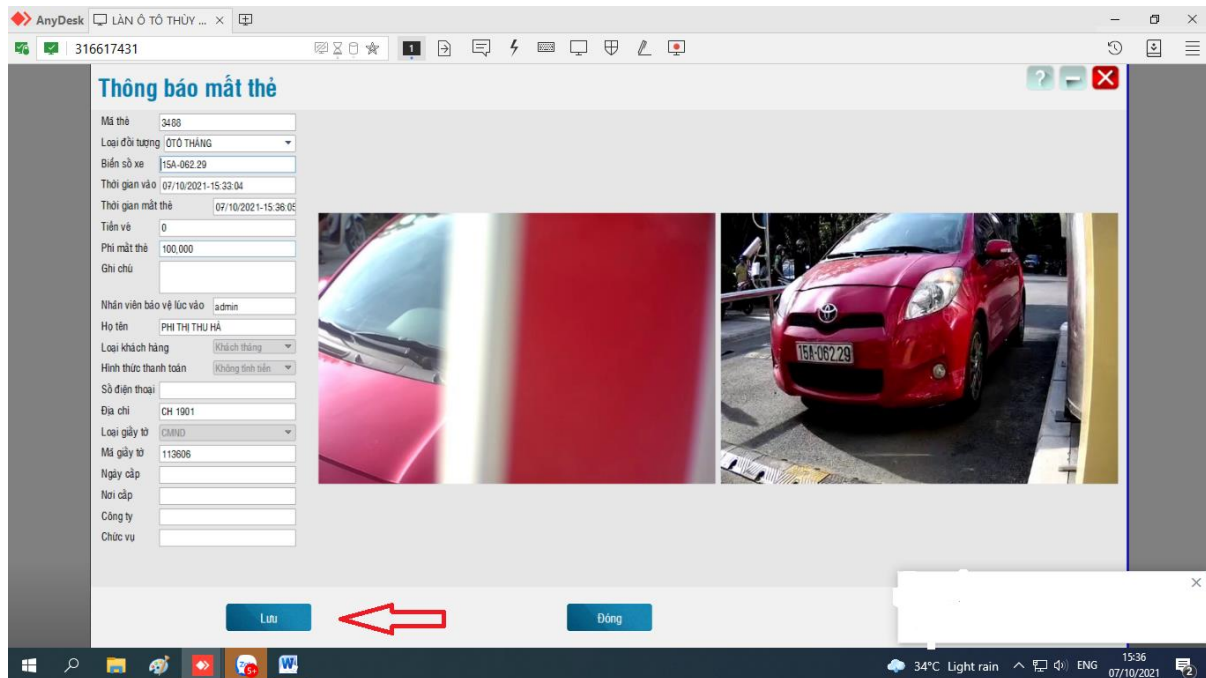 AnyDesk LÀN Ô TÔ THỦY ...
316617431
1
Thông báo mất thẻ
Mã thẻ 3488
Loại đối tượng ÔTÔ THÁNG
Biển số xe 15A-062.29
Thời gian vào 07/10/2021-15:33:04
Thời gian mất thẻ 07/10/2021-15:36:05
Tiền vé 0
Phí mất thẻ 100,000
Ghi chú
Nhân viên bảo vệ lúc vào admin
Họ tên PHI THỊ THU HÀ
Loại khách hàng Khách tháng
Hình thức thanh toán Không tính tiền
Số điện thoại
Địa chỉ CH 1901
Loại giấy tờ CMND
Mã giấy tờ 113606
Ngày cấp
Nơi cấp
Công ty
Chức vụ
15A-062.29
Lưu Đóng
Zalo 5+ W 34°C Light rain ENG 15:36
07/10/2021 2